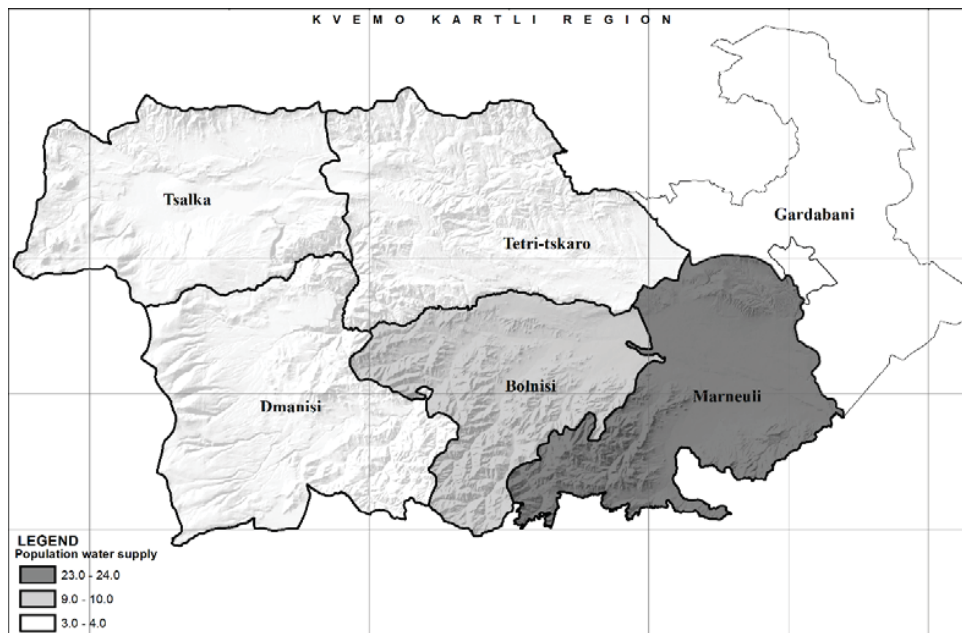 KVEMO KARTLI REGION
Gardabani
Tsalka
Tetri-tskaro
Bolnisi
Marneuli
Dmanisi
LEGEND
Population water supply
23.0 - 24.0
9.0 - 10.0
3.0 - 4.0